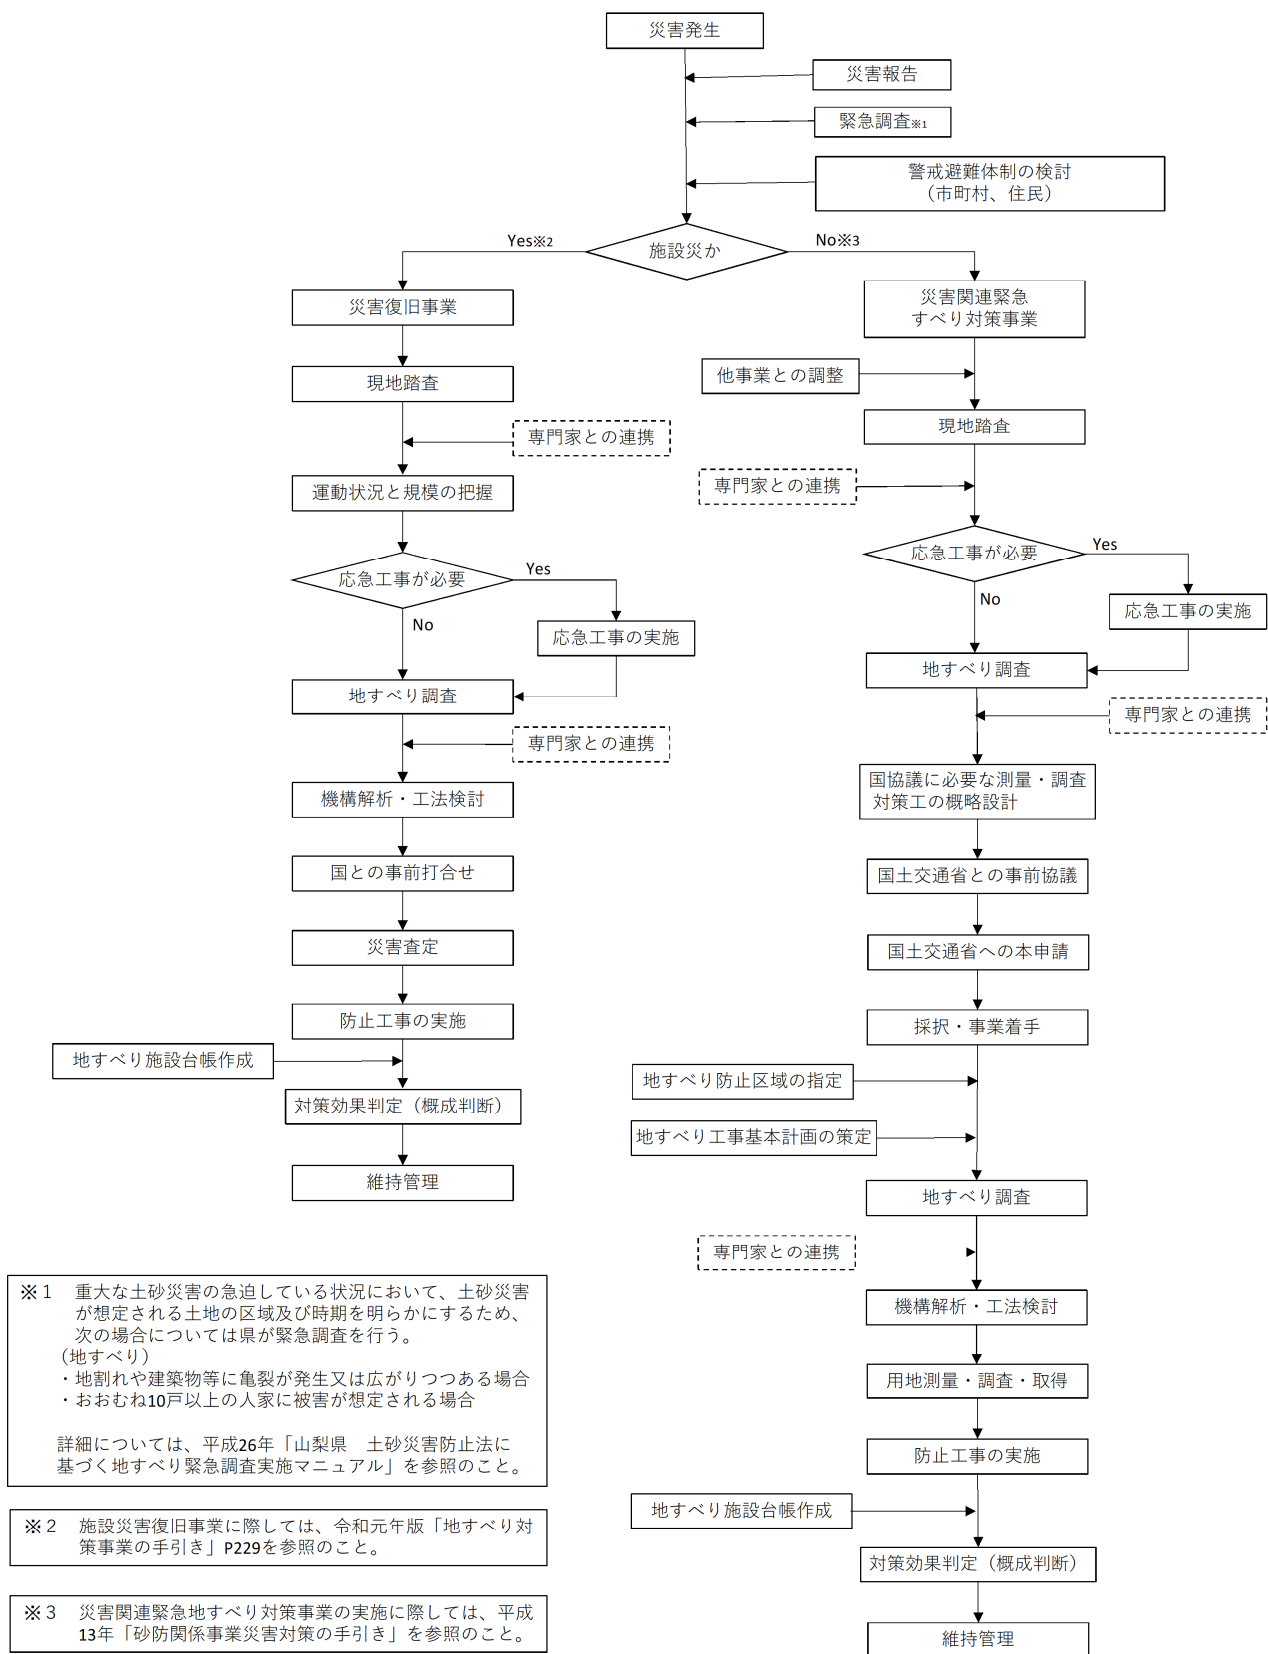 災害発生
災害報告
緊急調査※1
警戒避難体制の検討
（市町村、住民）
施設災か
Yes※2
No※3
災害復旧事業
現地踏査
専門家との連携
運動状況と規模の把握
応急工事が必要
Yes
No
応急工事の実施
地すべり調査
専門家との連携
機構解析・工法検討
国との事前打合せ
災害査定
防止工事の実施
地すべり施設台帳作成
対策効果判定（概成判断）
維持管理
災害関連緊急
すべり対策事業
他事業との調整
現地踏査
専門家との連携
応急工事が必要
Yes
No
応急工事の実施
地すべり調査
専門家との連携
国協議に必要な測量・調査
対策工の概略設計
国土交通省との事前協議
国土交通省への本申請
採択・事業着手
地すべり防止区域の指定
地すべり工事基本計画の策定
地すべり調査
専門家との連携
機構解析・工法検討
用地測量・調査・取得
防止工事の実施
地すべり施設台帳作成
対策効果判定（概成判断）
維持管理
※１　重大な土砂災害の急迫している状況において、土砂災害
が想定される土地の区域及び時期を明らかにするため、
次の場合については県が緊急調査を行う。
（地すべり）
・地割れや建築物等に亀裂が発生又は広がりつつある場合
・おおむね10戸以上の人家に被害が想定される場合
詳細については、平成26年「山梨県　土砂災害防止法に
基づく地すべり緊急調査実施マニュアル」を参照のこと。
※２　施設災害復旧事業に際しては、令和元年版「地すべり対
策事業の手引き」P229を参照のこと。
※３　災害関連緊急地すべり対策事業の実施に際しては、平成
13年「砂防関係事業災害対策の手引き」を参照のこと。